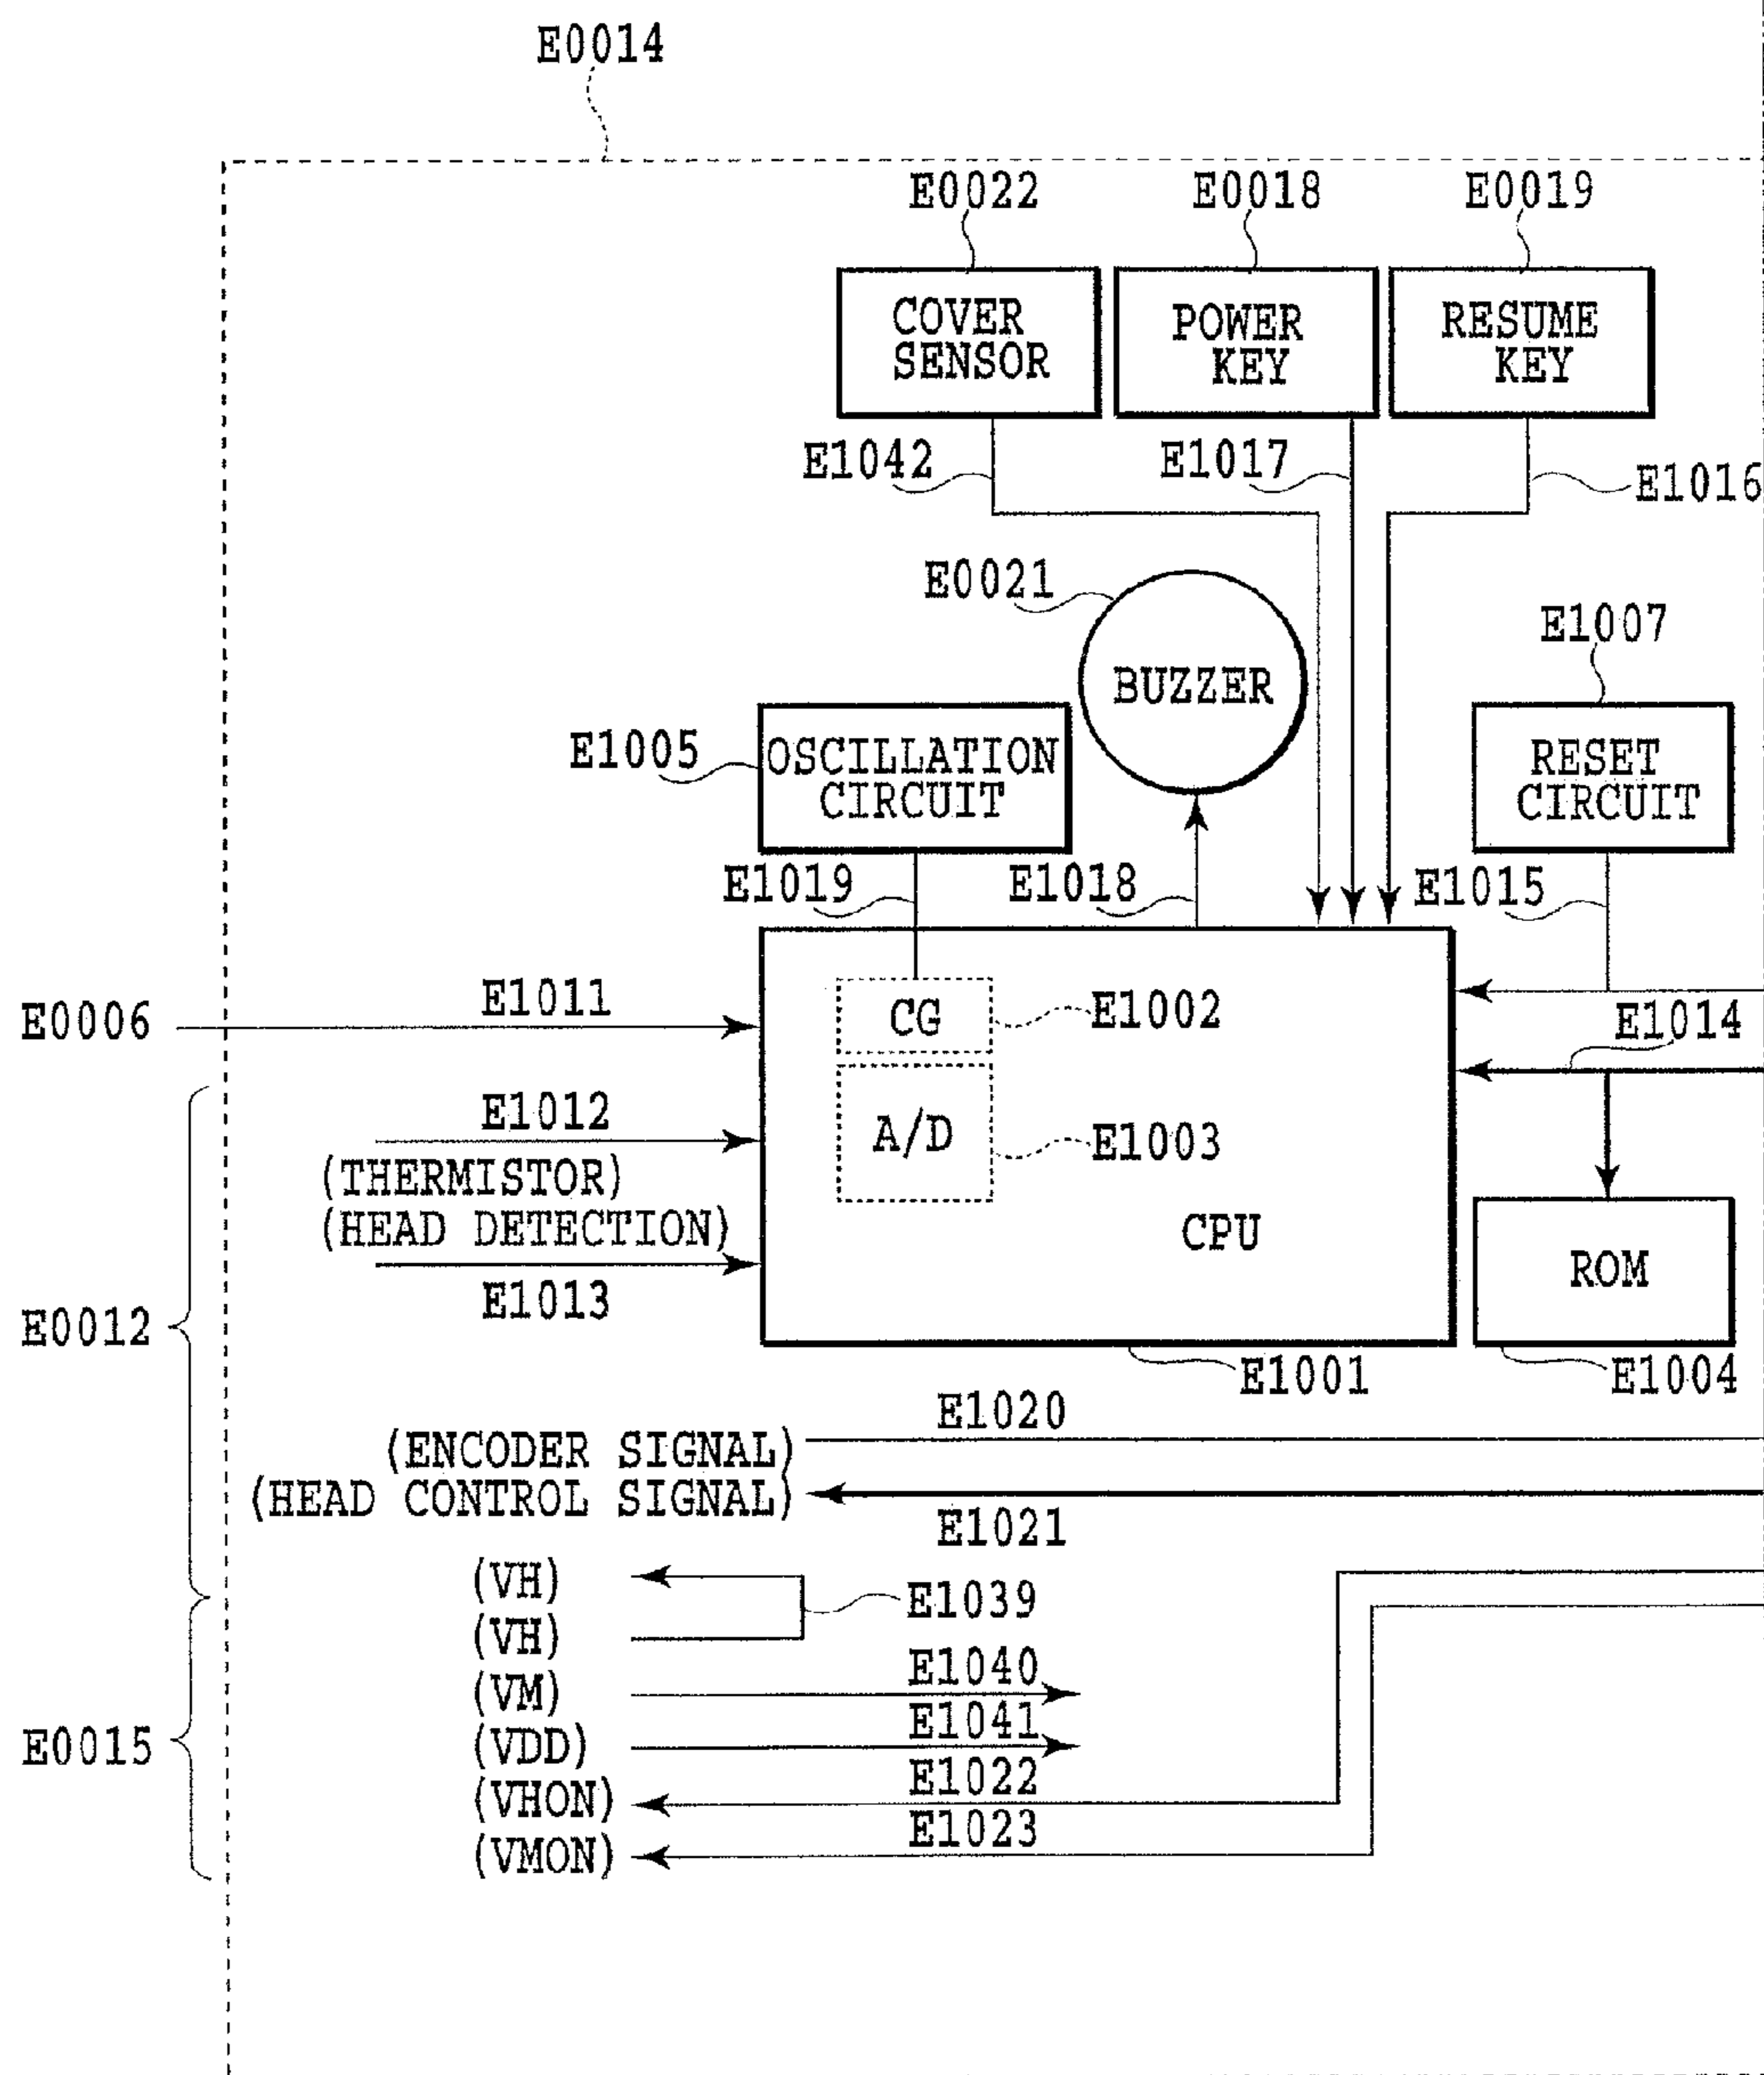 E0014
E0022
E0018
E0019
COVER
SENSOR
POWER
KEY
RESUME
KEY
E1042
E1017
E1016
E0021
BUZZER
E1007
E1005
OSCILLATION
CIRCUIT
RESET
CIRCUIT
E1019
E1018
E1015
E0006
E1011
CG
E1002
E1014
E1012
(THERMISTOR)
A/D
E1003
(HEAD DETECTION)
E1013
CPU
ROM
E0012
E1001
E1004
E1020
(ENCODER SIGNAL)
(HEAD CONTROL SIGNAL)
E1021
(VH)
E1039
(VH)
E1040
(VM)
E1041
(VDD)
E0015
E1022
(VHON)
E1023
(VMON)